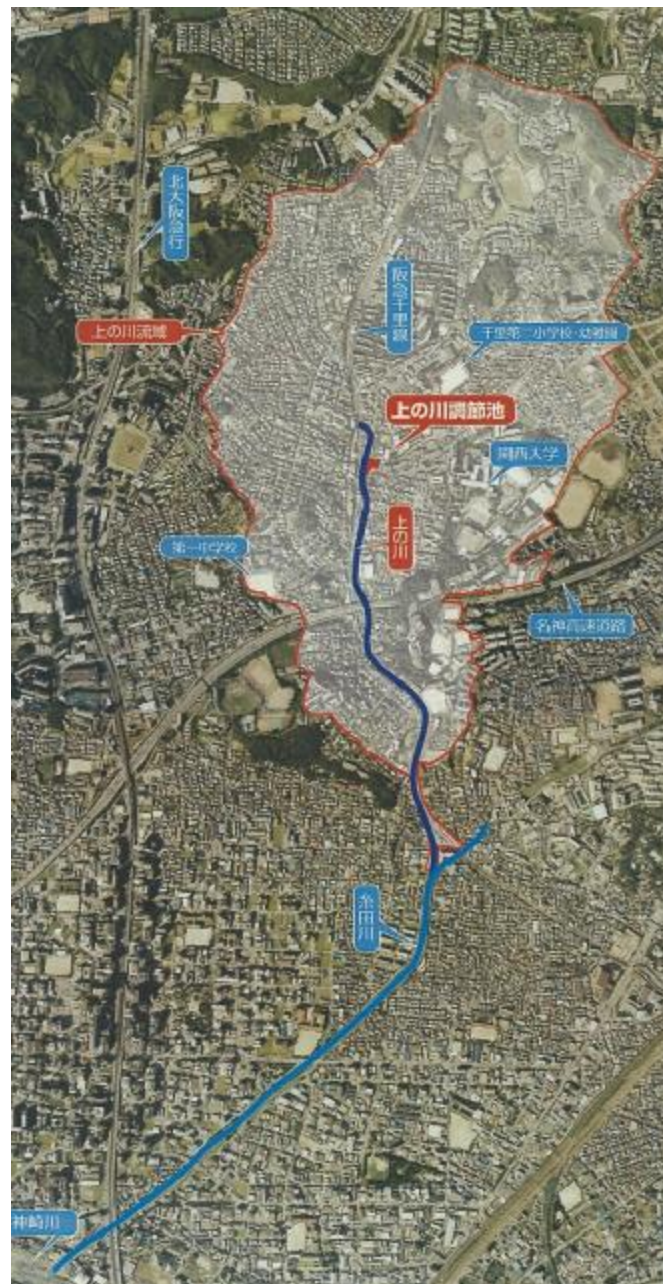 北大阪急行
阪急千里線
上の川流域
千里第二小学校・幼稚園
上の川調節池
関西大学
上の川
第一中学校
名神高速道路
糸田川
神崎川